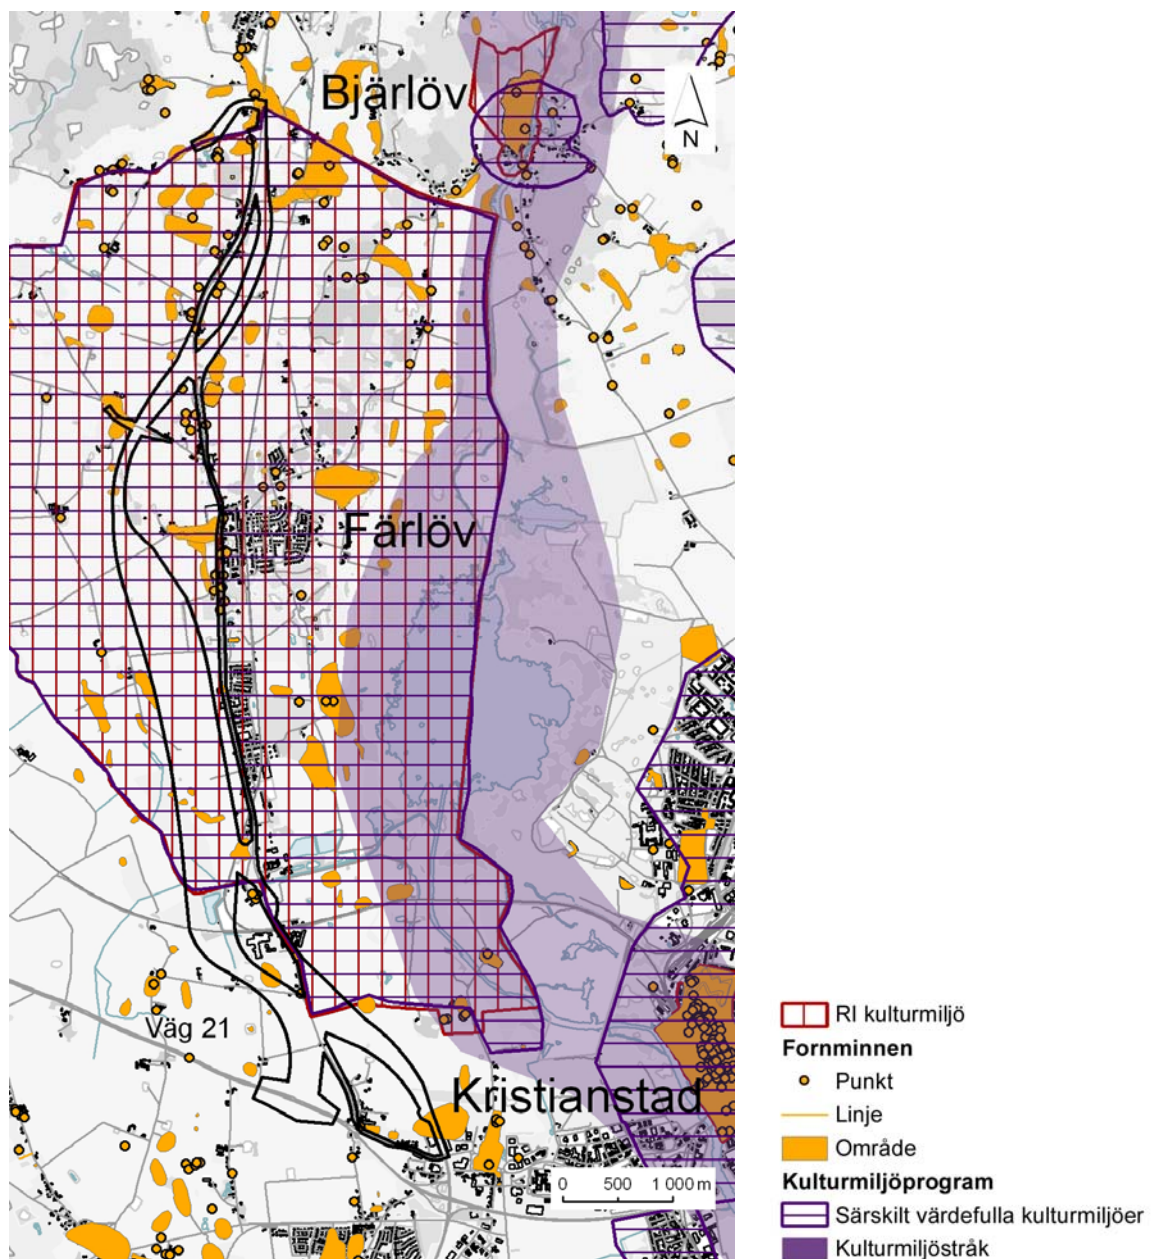 Bjärlöv
N
Färlöv
Väg 21
Kristianstad
0 500 1 000 m
RI kulturmiljö
Fornminnen
Punkt
Linje
Område
Kulturmiljöprogram
Särskilt värdefulla kulturmiljöer
Kulturmiljöstråk